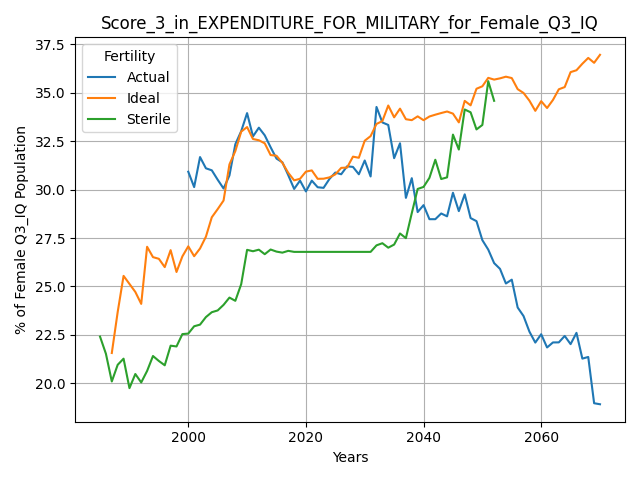 Score_3_in_EXPENDITURE_FOR_MILITARY_for_Female_Q3_IQ
% of Female Q3_IQ Population
37.5
35.0
32.5
30.0
27.5
25.0
22.5
20.0
Fertility
Actual
Ideal
Sterile
2000
2020
2040
2060
Years